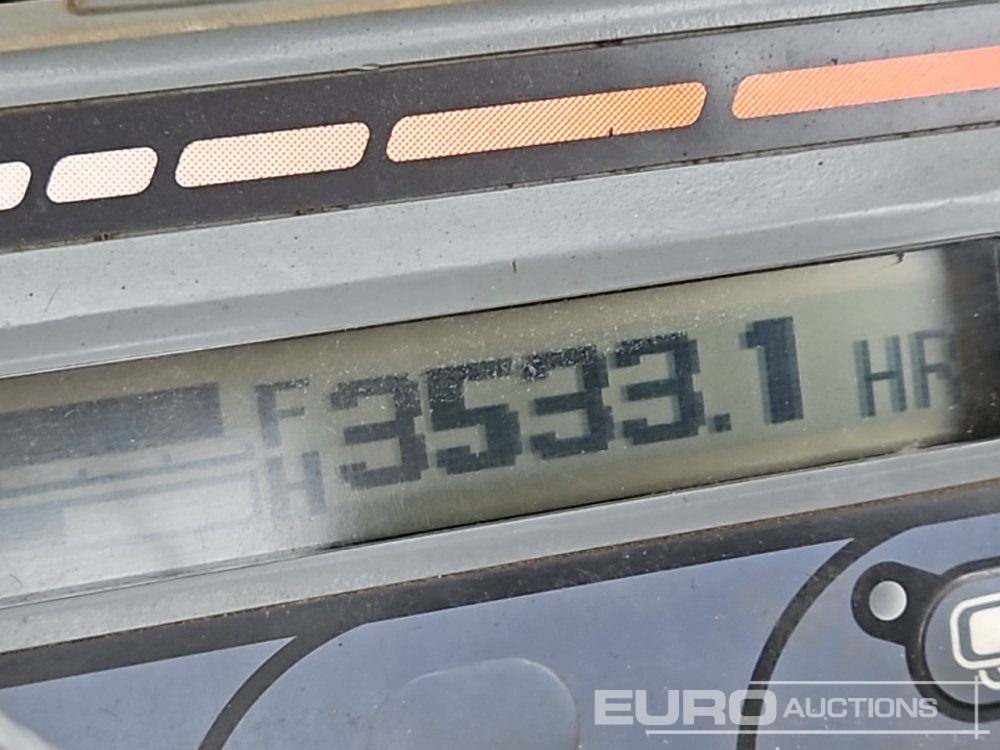 F 3533.1 HR
H
EURO AUCTIONS